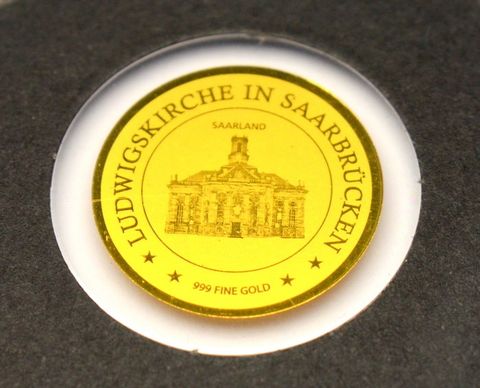 LUDWIGSKIRCHE IN SAARBRÜCKEN
SAARLAND
999 FINE GOLD